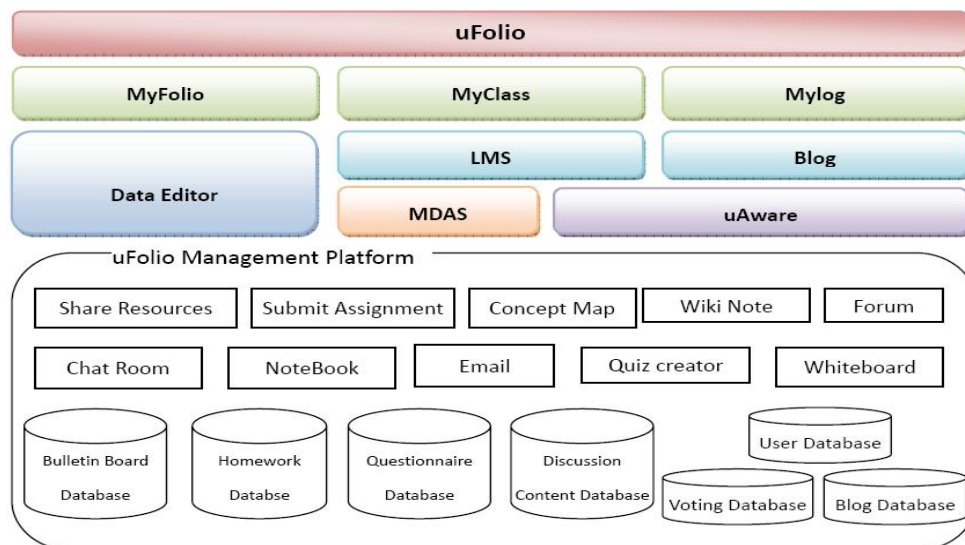 uFolio
MyFolio
MyClass
Mylog
Data Editor
LMS
Blog
MDAS
uAware
uFolio Management Platform
Share Resources
Submit Assignment
Concept Map
Wiki Note
Forum
Chat Room
NoteBook
Email
Quiz creator
Whiteboard
Bulletin Board
Database
Homework
Databse
Questionnaire
Database
Discussion
Content Database
User Database
Voting Database
Blog Database